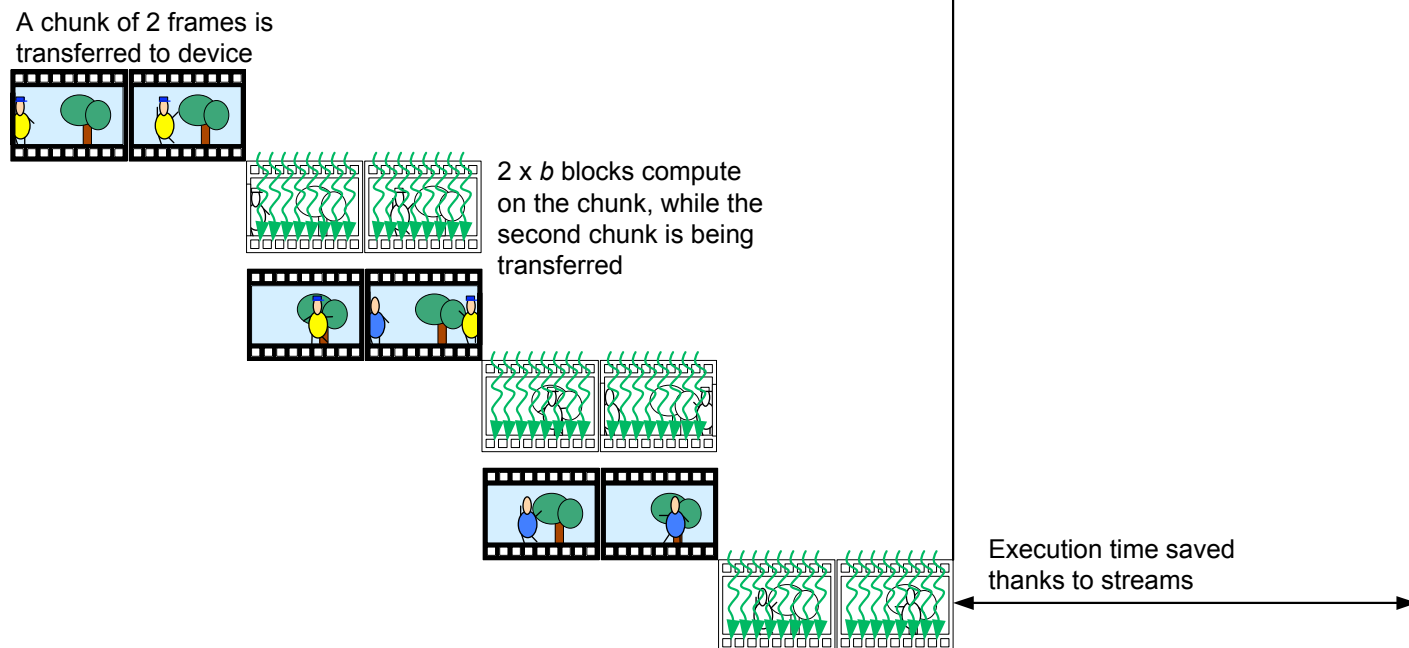 A chunk of 2 frames is
transferred to device
2 x b blocks compute
on the chunk, while the
second chunk is being
transferred
Execution time saved
thanks to streams